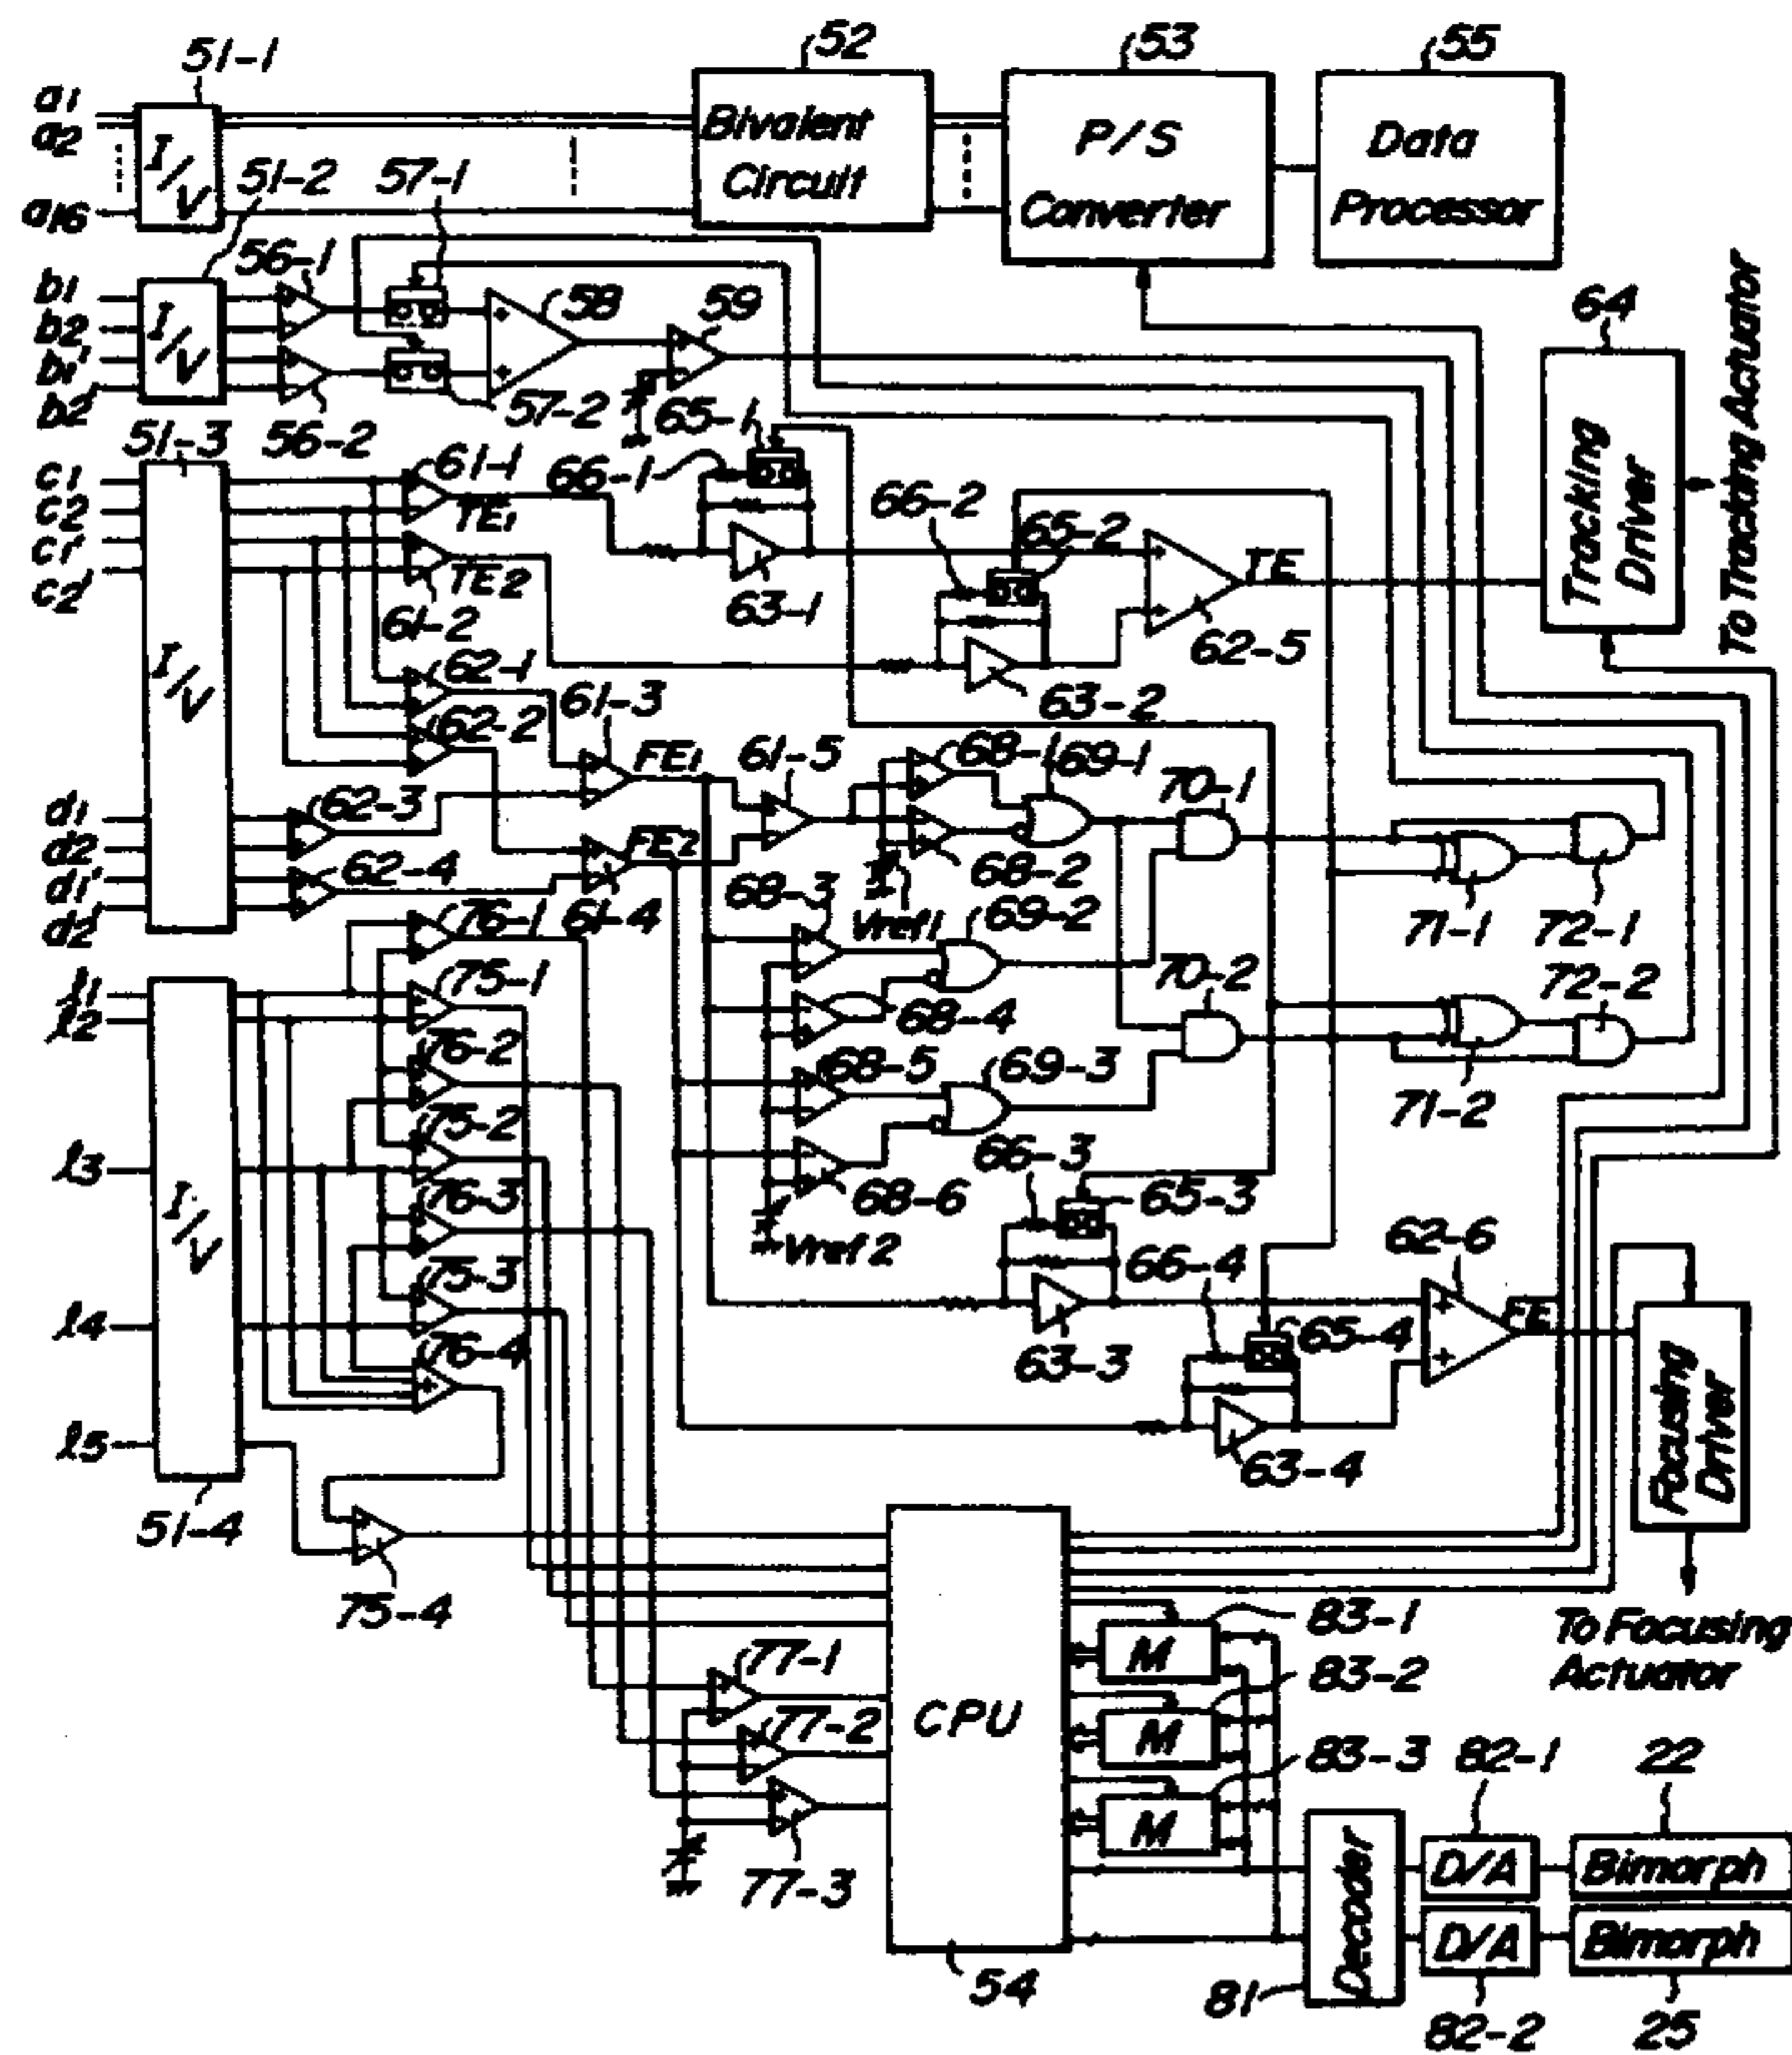 51-1
52
53
55
a1
a2
a16
I/V
Bivalent
Circuit
P/S
Converter
Data
Processor
51-2
57-1
b1
b2
b1'
b2'
I/V
56-1
58
59
64
56-2
57-2
65-1
Tracking
Driver
To Tracking Actuator
51-3
c1
c2
c1'
c2'
61-1
TE1
66-1
66-2
65-2
TE
TE2
61-2
63-1
62-5
I/V
62-1
61-3
63-2
62-2
FE1
61-5
68-1
69-1
70-1
d1
d2
d1'
d2'
62-3
62-4
FE2
68-2
68-3
Vref1
69-2
71-1
72-1
76-1
61-4
70-2
72-2
l1
l2
75-1
68-4
76-2
68-5
69-3
71-2
75-2
66-3
l3
I/V
76-3
68-6
65-3
Vref2
62-6
75-3
66-4
FE
l4
76-4
63-3
65-4
Focusing
Driver
l5
63-4
51-4
75-4
83-1
To Focusing
Actuator
77-1
M
83-2
CPU
77-2
M
83-3
82-1
22
M
77-3
Decoder
D/A
Bimorph
D/A
Bimorph
54
81
82-2
25